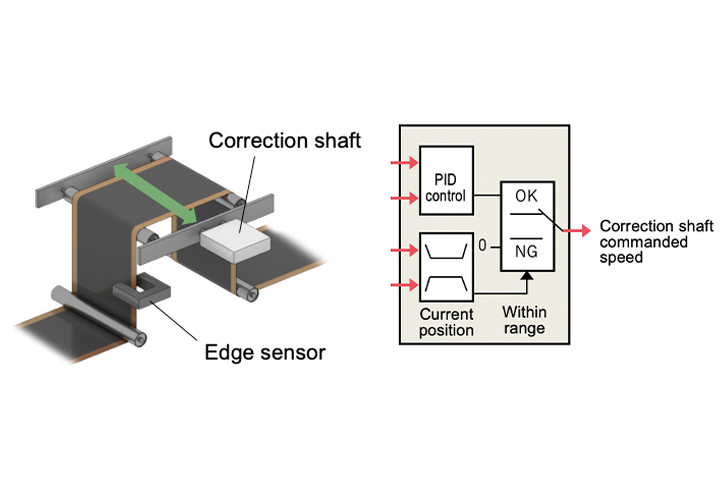 Correction shaft
Edge sensor
PID
control
OK
NG
0
Correction shaft
commanded
speed
Current
position
Within
range